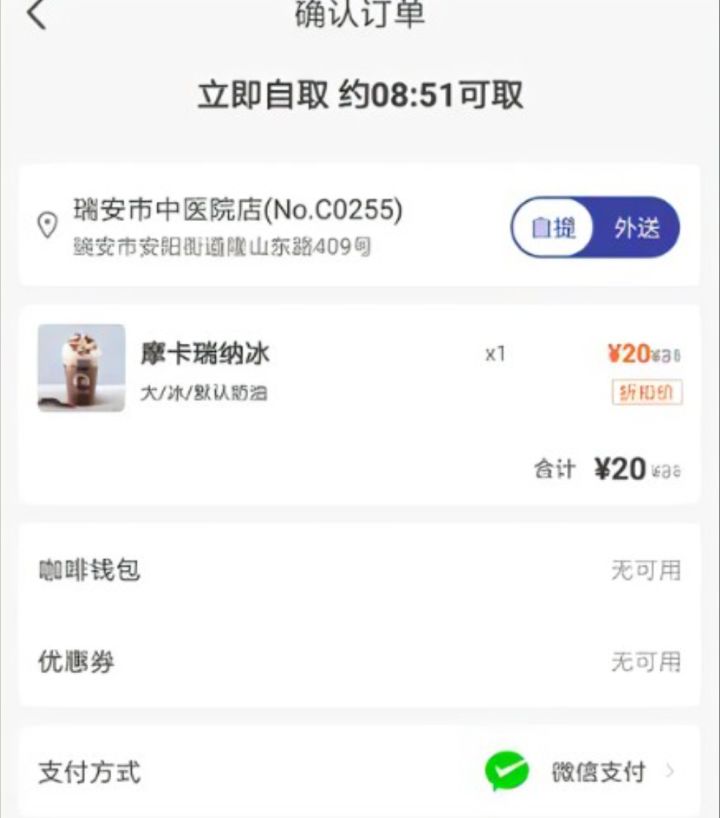 确认订单
立即自取 约08:51可取
瑞安市中医院店(No.C0255)
自提
外送
瑞安市安阳街道隆山东路409号
摩卡瑞纳冰
x1
¥20
大/冰/默认奶油
折扣价
合计 ¥20
咖啡钱包
无可用
优惠券
无可用
支付方式
微信支付